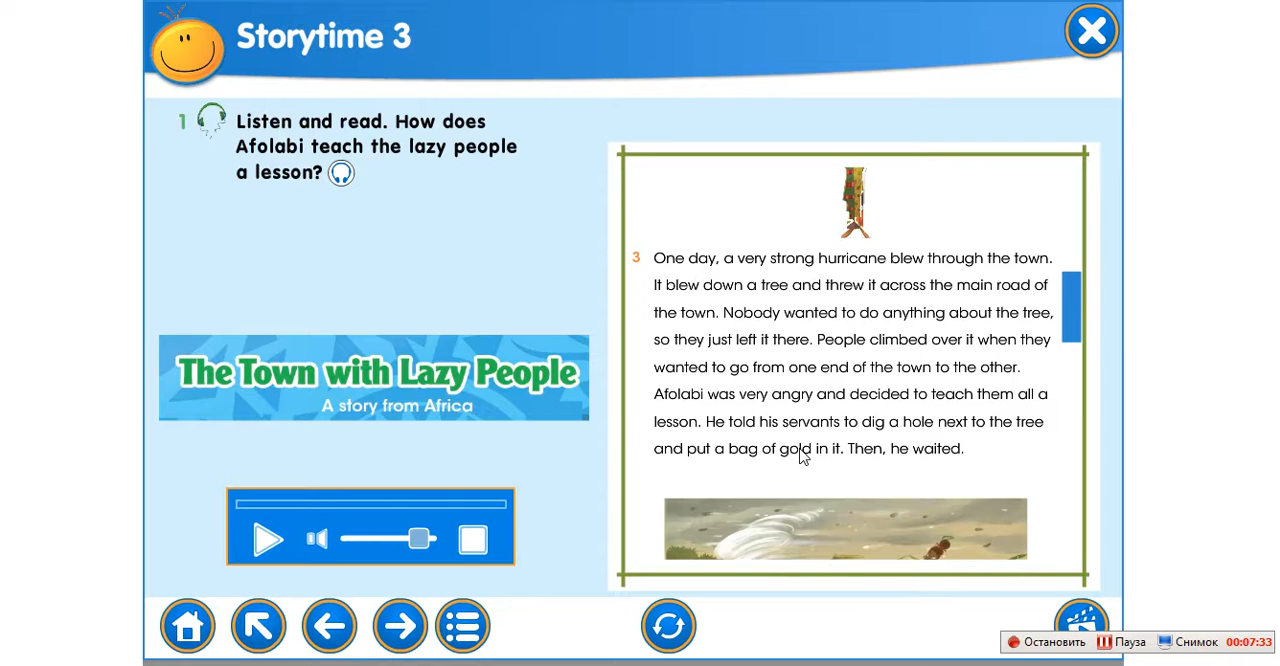 Storytime 3
1 Listen and read. How does
Afolabi teach the lazy people
a lesson?
The Town with Lazy People
A story from Africa
3 One day, a very strong hurricane blew through the town.
It blew down a tree and threw it across the main road of
the town. Nobody wanted to do anything about the tree,
so they just left it there. People climbed over it when they
wanted to go from one end of the town to the other.
Afolabi was very angry and decided to teach them all a
lesson. He told his servants to dig a hole next to the tree
and put a bag of gold in it. Then, he waited.
Остановить Пауза Снимок 00:07:33